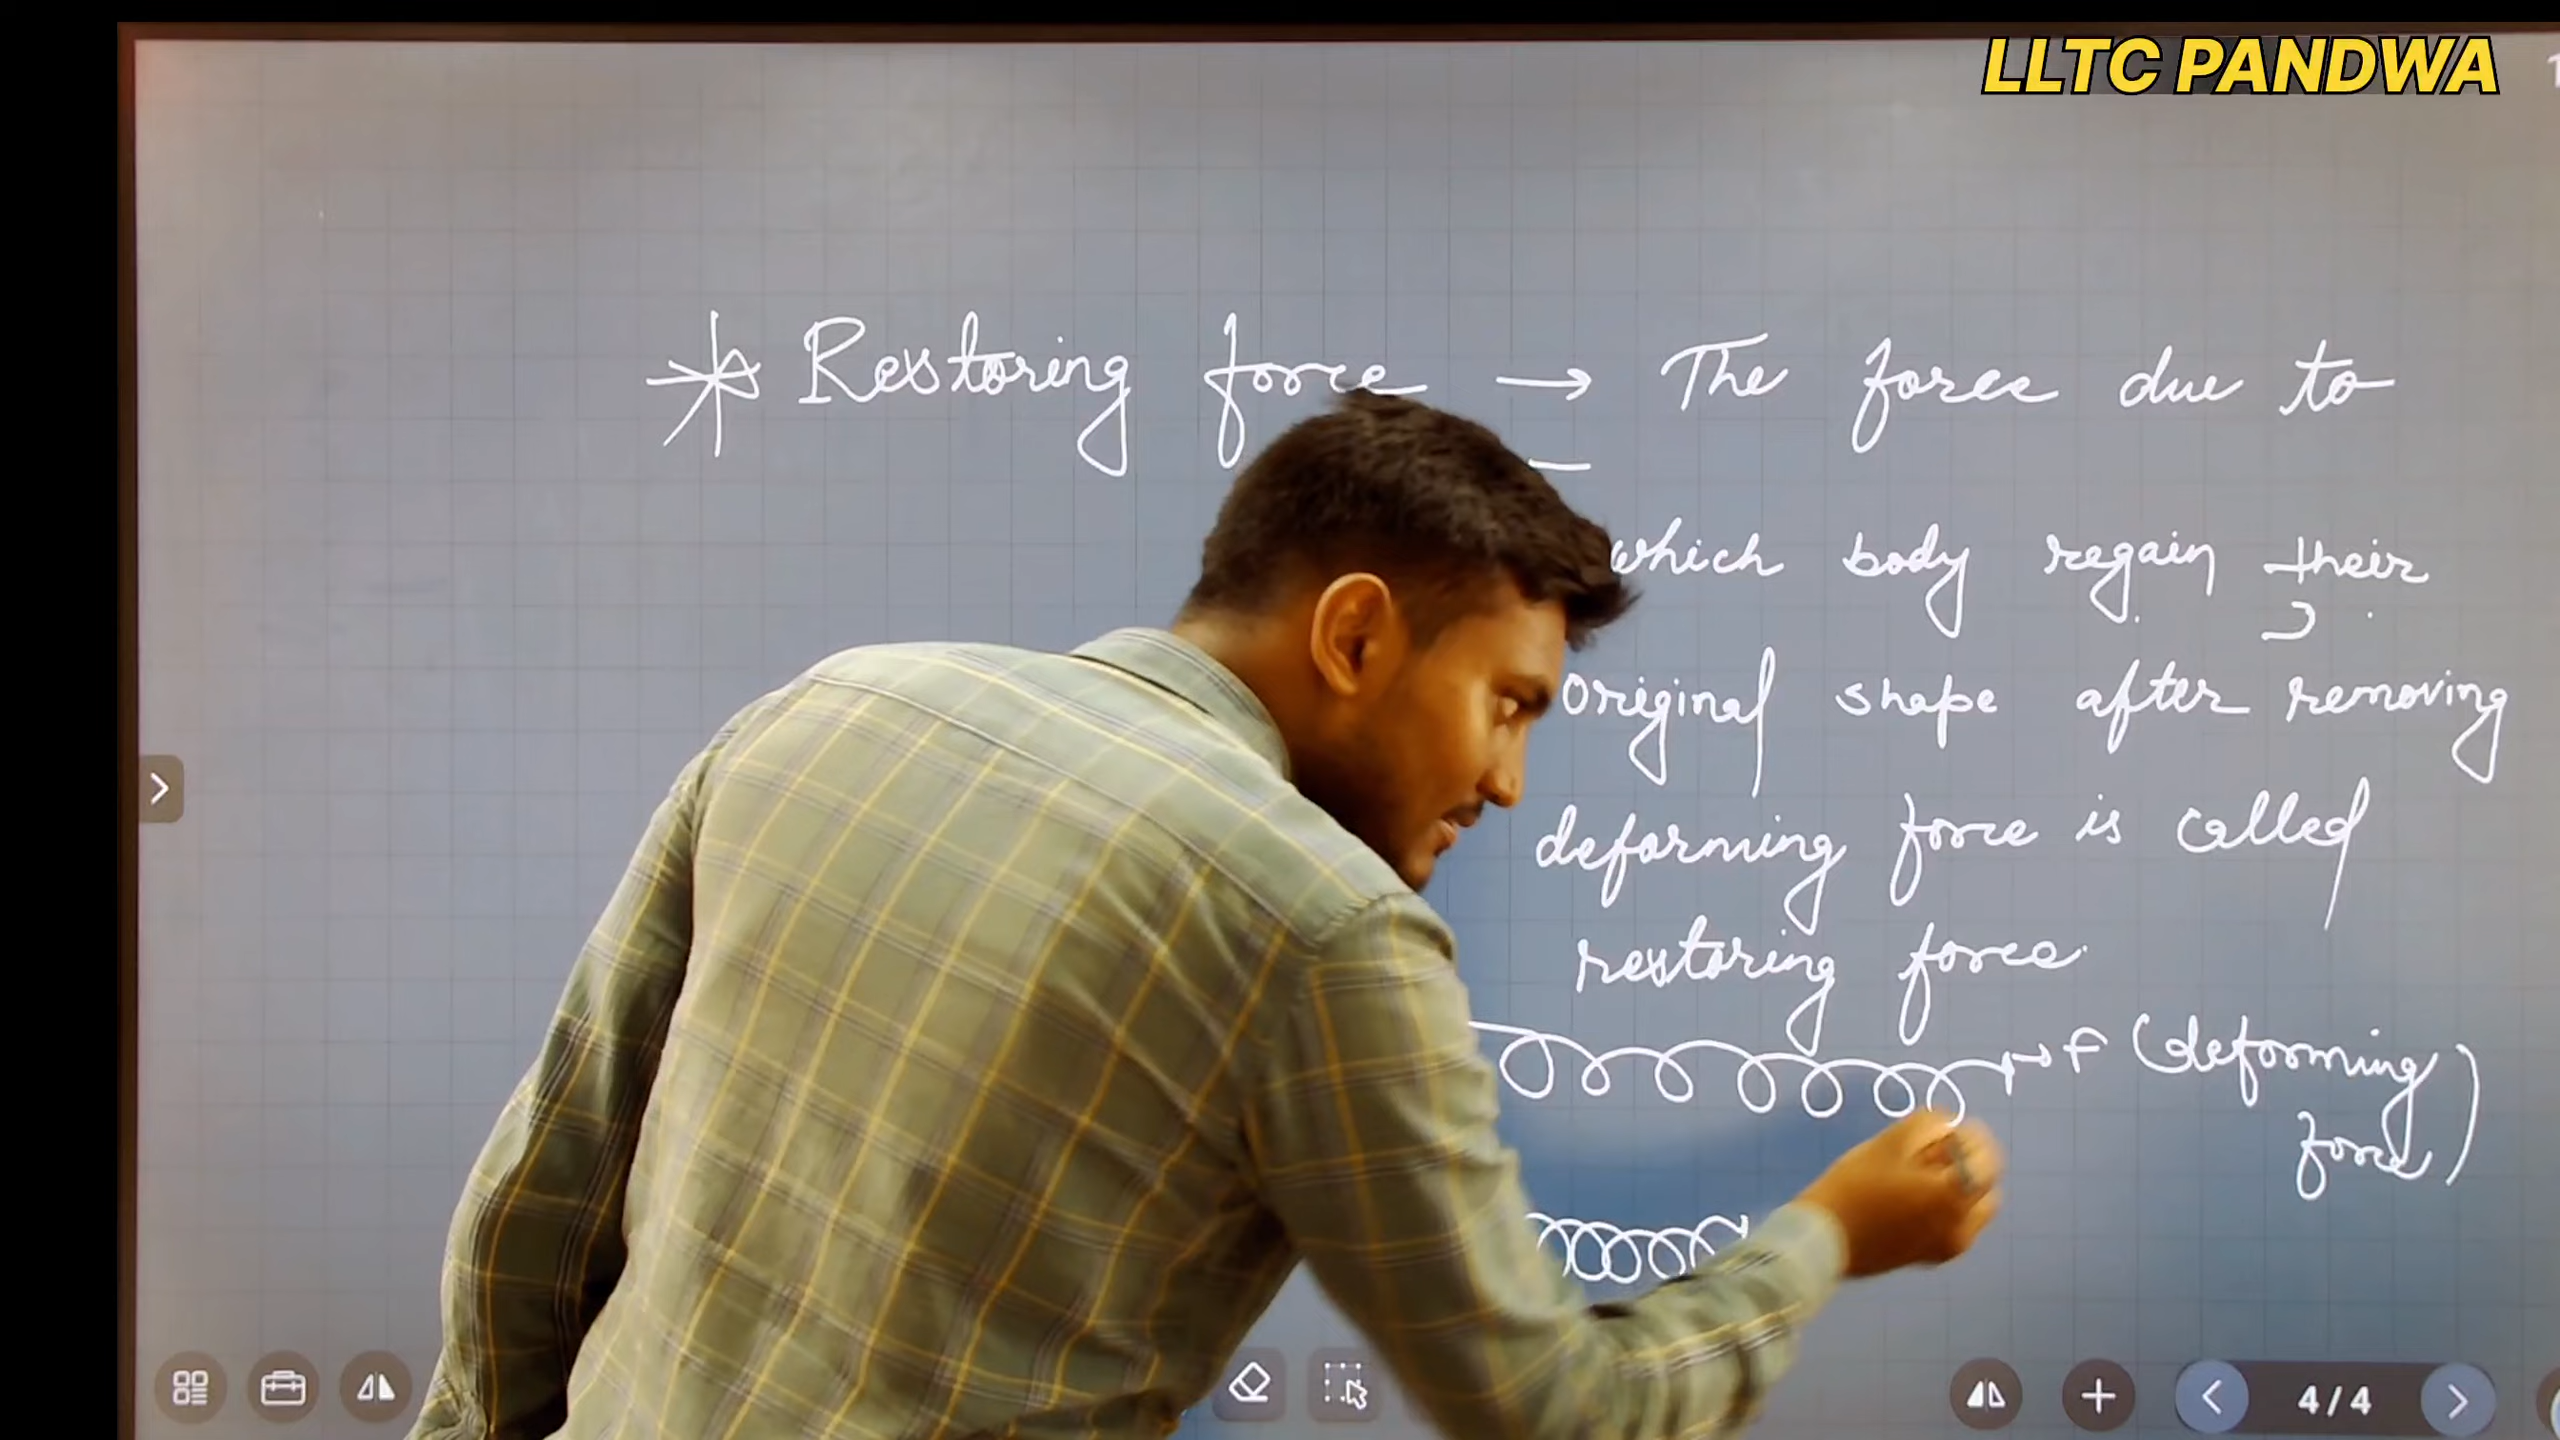 LLTC PANDWA
* Restoring force → The force due to
which body regain their
original shape after removing
deforming force is called
restoring force.
→ F (deforming
force)
4/4